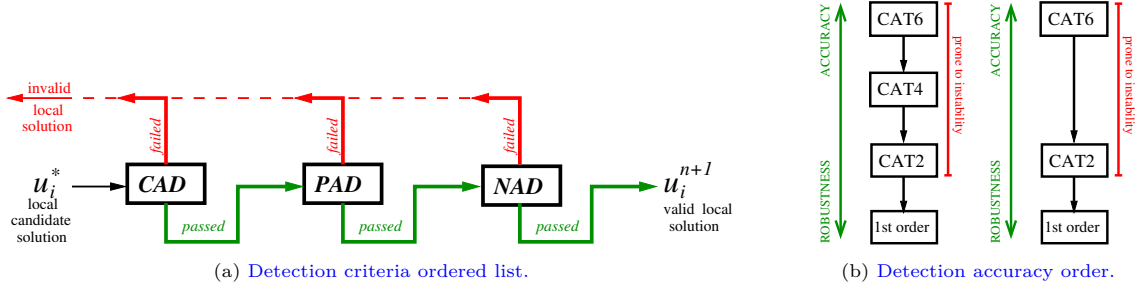 invalid
local
solution
failed
failed
failed
u_i^*
local
candidate
solution
CAD
PAD
NAD
passed
passed
passed
u_i^{n+1}
valid local
solution
(a) Detection criteria ordered list.
ACCURACY
ROBUSTNESS
CAT6
CAT4
CAT2
1st order
prone to instability
ACCURACY
ROBUSTNESS
CAT6
CAT2
1st order
prone to instability
(b) Detection accuracy order.